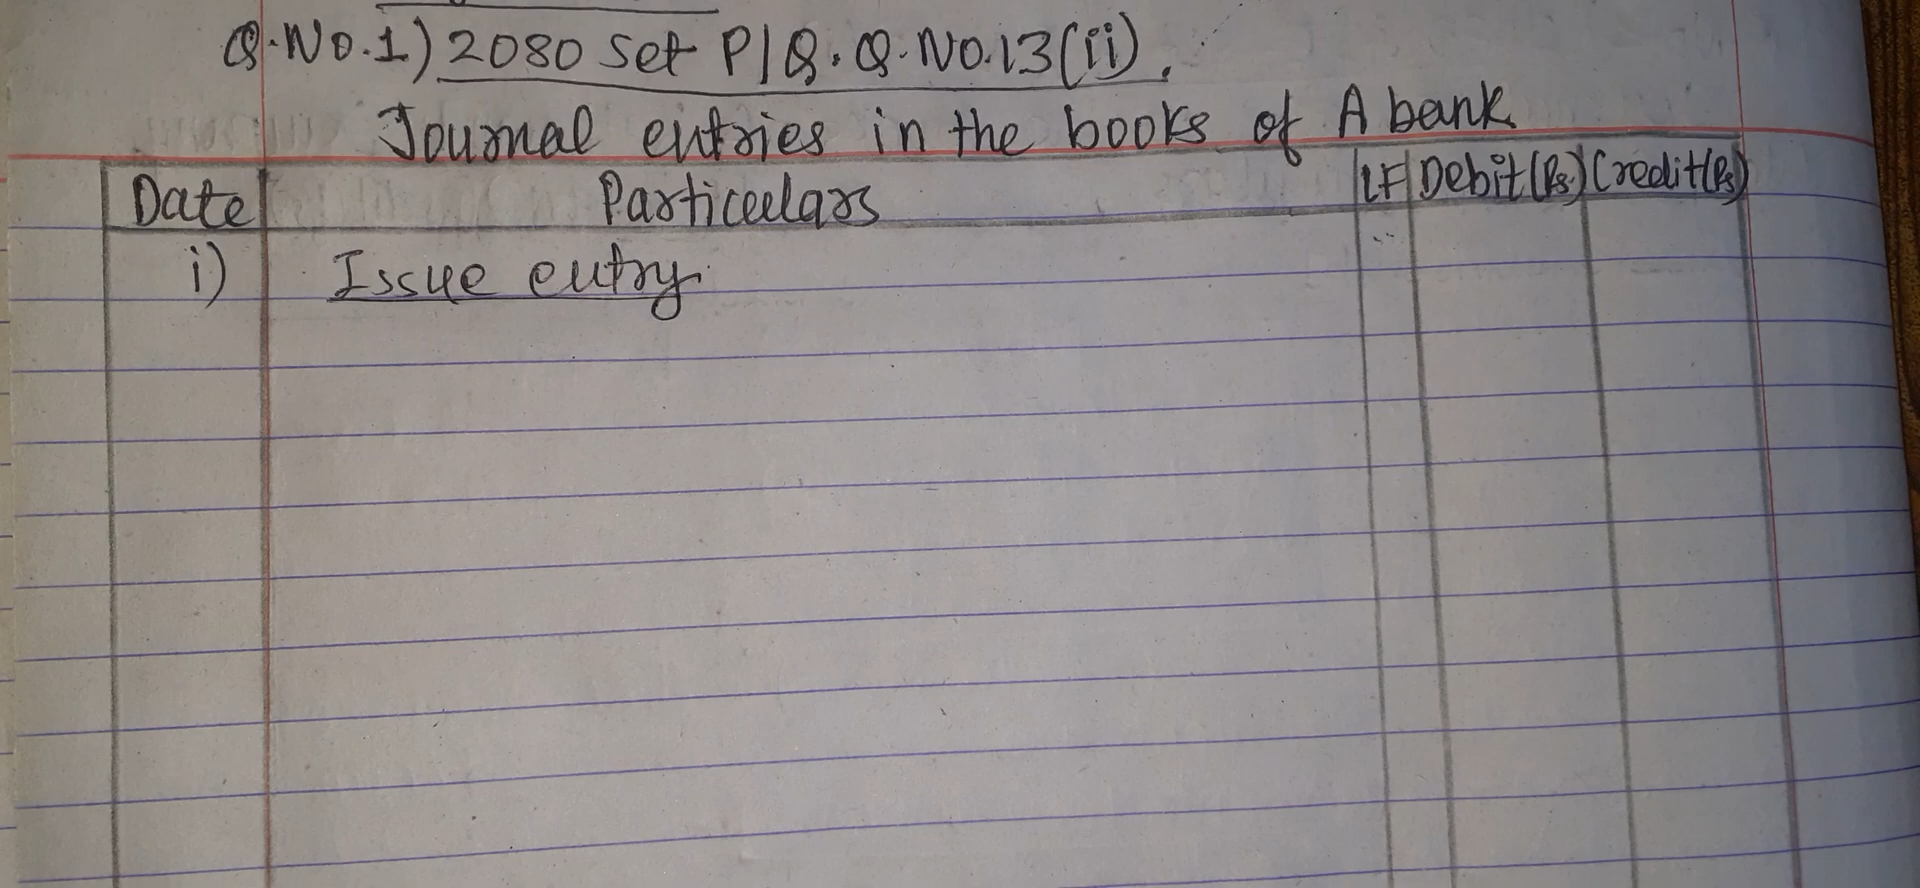 Q.No.1) 2080 Set P/Q. Q.No.13(ii).
Journal entries in the books of A bank
Date Particulars LF Debit(Rs.) Credit(Rs)
i) Issue entry